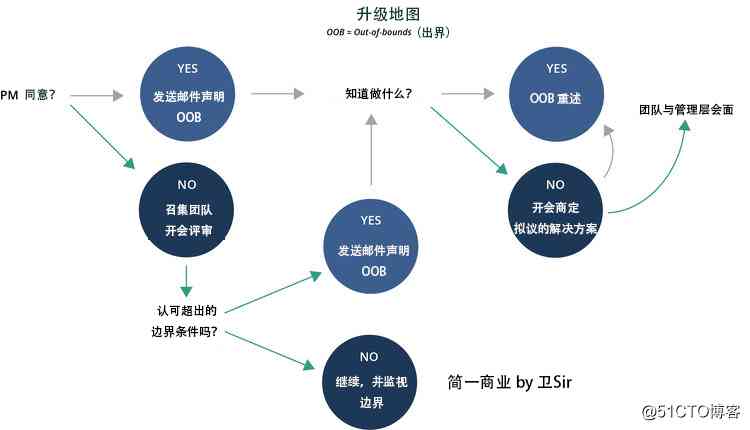 升级地图
OOB = Out-of-bounds（出界）
PM 同意?
YES
发送邮件声明
OOB
知道做什么?
YES
OOB 重述
团队与管理层会面
NO
召集团队
开会评审
NO
开会商定
拟议的解决方案
YES
发送邮件声明
OOB
认可超出的
边界条件吗?
NO
继续，并监视
边界
简一商业 by 卫Sir
@51CTO博客